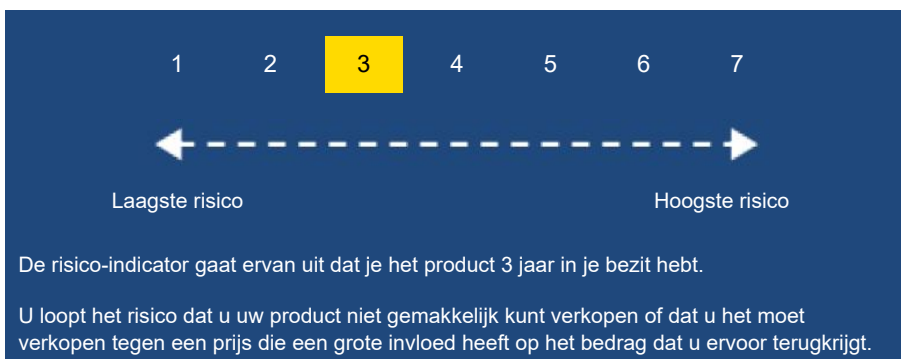 1 2 3 4 5 6 7
Laagste risico Hoogste risico
De risico-indicator gaat ervan uit dat je het product 3 jaar in je bezit hebt.
U loopt het risico dat u uw product niet gemakkelijk kunt verkopen of dat u het moet
verkopen tegen een prijs die een grote invloed heeft op het bedrag dat u ervoor terugkrijgt.